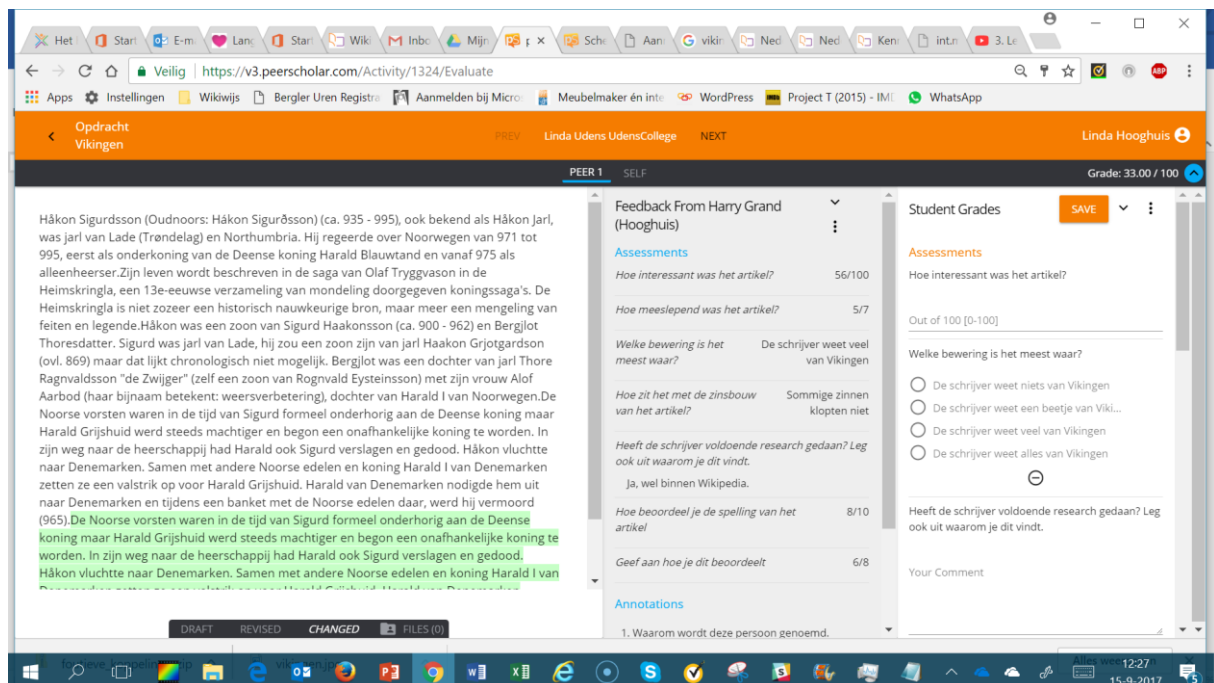 Het
Start
E-m
Lang
Start
Wiki
Inbo
Mijn
Sche
Aan
vikin
Ned
Ned
Ken
int.n
3. Le
Veilig | https://v3.peerscholar.com/Activity/1324/Evaluate
Apps Instellingen Wikiwijs Bergler Uren Registra Aanmelden bij Micro Meubelmaker én inte WordPress Project T (2015) - IM WhatsApp
Opdracht
Vikingen
PREV Linda Udens UdensCollege NEXT
Linda Hooghuis
PEER 1 SELF
Grade: 33.00 / 100
Håkon Sigurdsson (Oudnoors: Hákon Sigurðsson) (ca. 935 - 995), ook bekend als Håkon Jarl,
was jarl van Lade (Trøndelag) en Northumbria. Hij regeerde over Noorwegen van 971 tot
995, eerst als onderkoning van de Deense koning Harald Blauwtand en vanaf 975 als
alleenheerser.Zijn leven wordt beschreven in de saga van Olaf Tryggvason in de
Heimskringla, een 13e-eeuwse verzameling van mondeling doorgegeven koningssaga's. De
Heimskringla is niet zozeer een historisch nauwkeurige bron, maar meer een mengeling van
feiten en legende.Håkon was een zoon van Sigurd Haakonsson (ca. 900 - 962) en Bergjlot
Thoresdatter. Sigurd was jarl van Lade, hij zou een zoon zijn van jarl Haakon Grjotgardson
(ovl. 869) maar dat lijkt chronologisch niet mogelijk. Bergjlot was een dochter van jarl Thore
Ragnvaldsson "de Zwijger" (zelf een zoon van Rognvald Eysteinsson) met zijn vrouw Alof
Aarbod (haar bijnaam betekent: weersverbetering), dochter van Harald I van Noorwegen.De
Noorse vorsten waren in de tijd van Sigurd formeel onderhorig aan de Deense koning maar
Harald Grijshuid werd steeds machtiger en begon een onafhankelijke koning te worden. In
zijn weg naar de heerschappij had Harald ook Sigurd verslagen en gedood. Håkon vluchtte
naar Denemarken. Samen met andere Noorse edelen en koning Harald I van Denemarken
zetten ze een valstrik op voor Harald Grijshuid. Harald van Denemarken nodigde hem uit
naar Denemarken en tijdens een banket met de Noorse edelen daar, werd hij vermoord
(965).De Noorse vorsten waren in de tijd van Sigurd formeel onderhorig aan de Deense
koning maar Harald Grijshuid werd steeds machtiger en begon een onafhankelijke koning te
worden. In zijn weg naar de heerschappij had Harald ook Sigurd verslagen en gedood.
Håkon vluchtte naar Denemarken. Samen met andere Noorse edelen en koning Harald I van
DRAFT REVISED CHANGED FILES (0)
Feedback From Harry Grand
(Hooghuis)
Assessments
Hoe interessant was het artikel? 56/100
Hoe meeslepend was het artikel? 5/7
Welke bewering is het De schrijver weet veel
meest waar? van Vikingen
Hoe zit het met de zinsbouw Sommige zinnen
van het artikel? klopten niet
Heeft de schrijver voldoende research gedaan? Leg
ook uit waarom je dit vindt.
Ja, wel binnen Wikipedia.
Hoe beoordeel je de spelling van het 8/10
artikel
Geef aan hoe je dit beoordeelt 6/8
Annotations
1. Waarom wordt deze persoon genoemd.
Student Grades
SAVE
Assessments
Hoe interessant was het artikel?
Out of 100 [0-100]
Welke bewering is het meest waar?
De schrijver weet niets van Vikingen
De schrijver weet een beetje van Viki...
De schrijver weet veel van Vikingen
De schrijver weet alles van Vikingen
Heeft de schrijver voldoende research gedaan? Leg
ook uit waarom je dit vindt.
Your Comment
12:27
15-9-2017